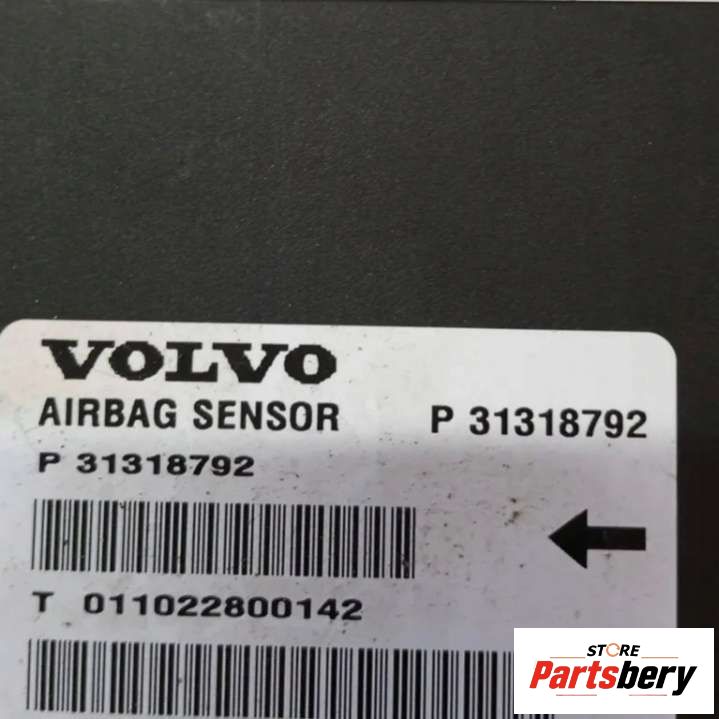 VOLVO
AIRBAG SENSOR P 31318792
P 31318792
T 011022800142
STORE
Partsbery